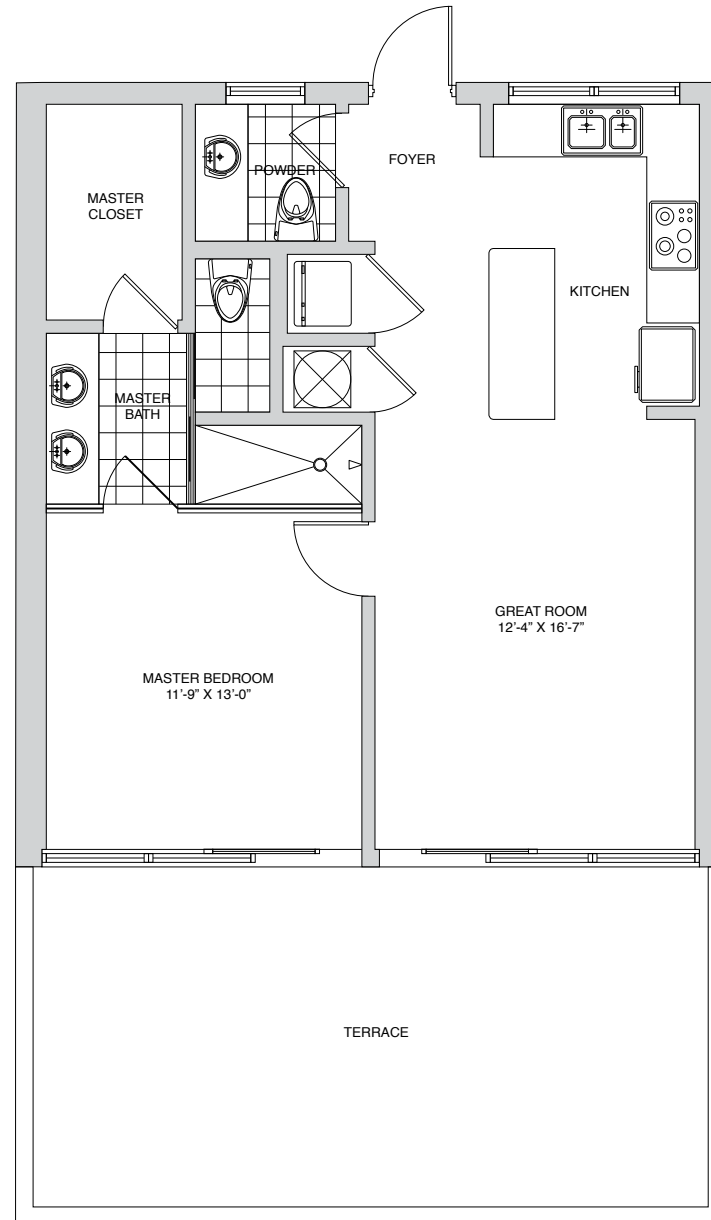 FOYER
POWDER
MASTER
CLOSET
KITCHEN
MASTER
BATH
GREAT ROOM
12’-4” X 16’-7”
MASTER BEDROOM
11’-9” X 13’-0”
TERRACE